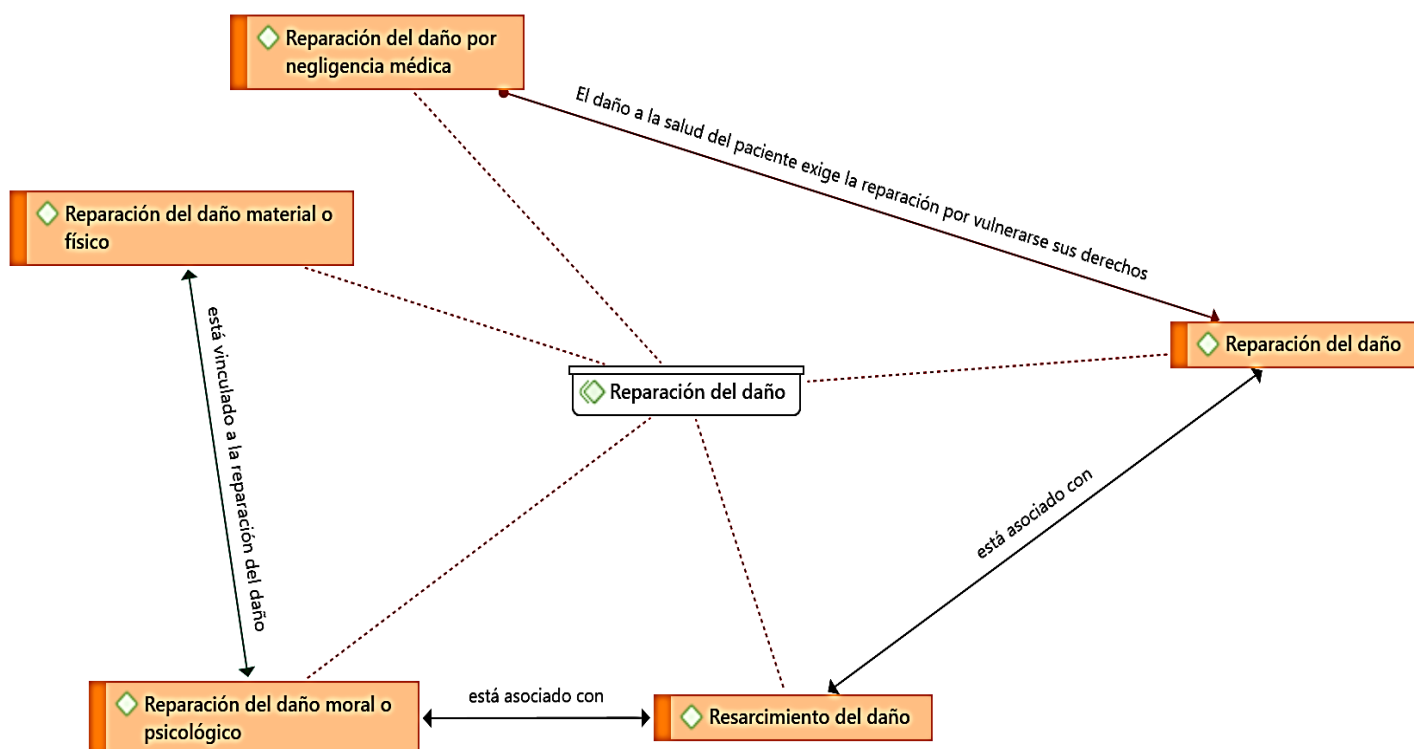 Reparación del daño por
negligencia médica
El daño a la salud del paciente exige la reparación por vulnerarse sus derechos
Reparación del daño material o
físico
Reparación del daño
Reparación del daño
está vinculado a la reparación del daño
está asociado con
Reparación del daño moral o
psicológico
está asociado con
Resarcimiento del daño